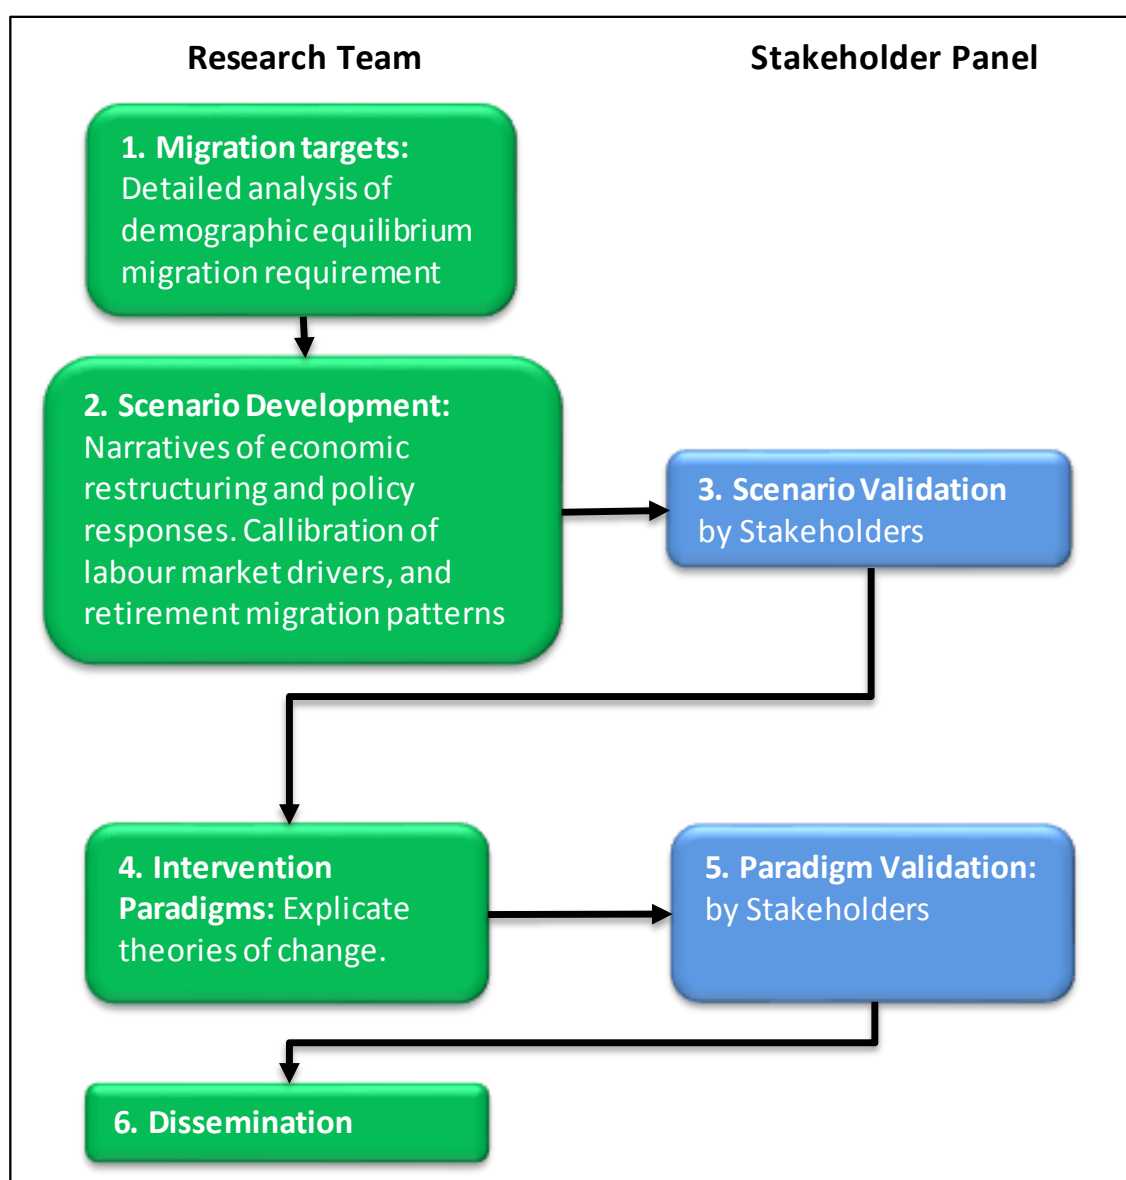 Research Team
Stakeholder Panel
1. Migration targets:
Detailed analysis of
demographic equilibrium
migration requirement
2. Scenario Development:
Narratives of economic
restructuring and policy
responses. Callibration of
labour market drivers, and
retirement migration patterns
3. Scenario Validation
by Stakeholders
4. Intervention
Paradigms: Explicate
theories of change.
5. Paradigm Validation:
by Stakeholders
6. Dissemination